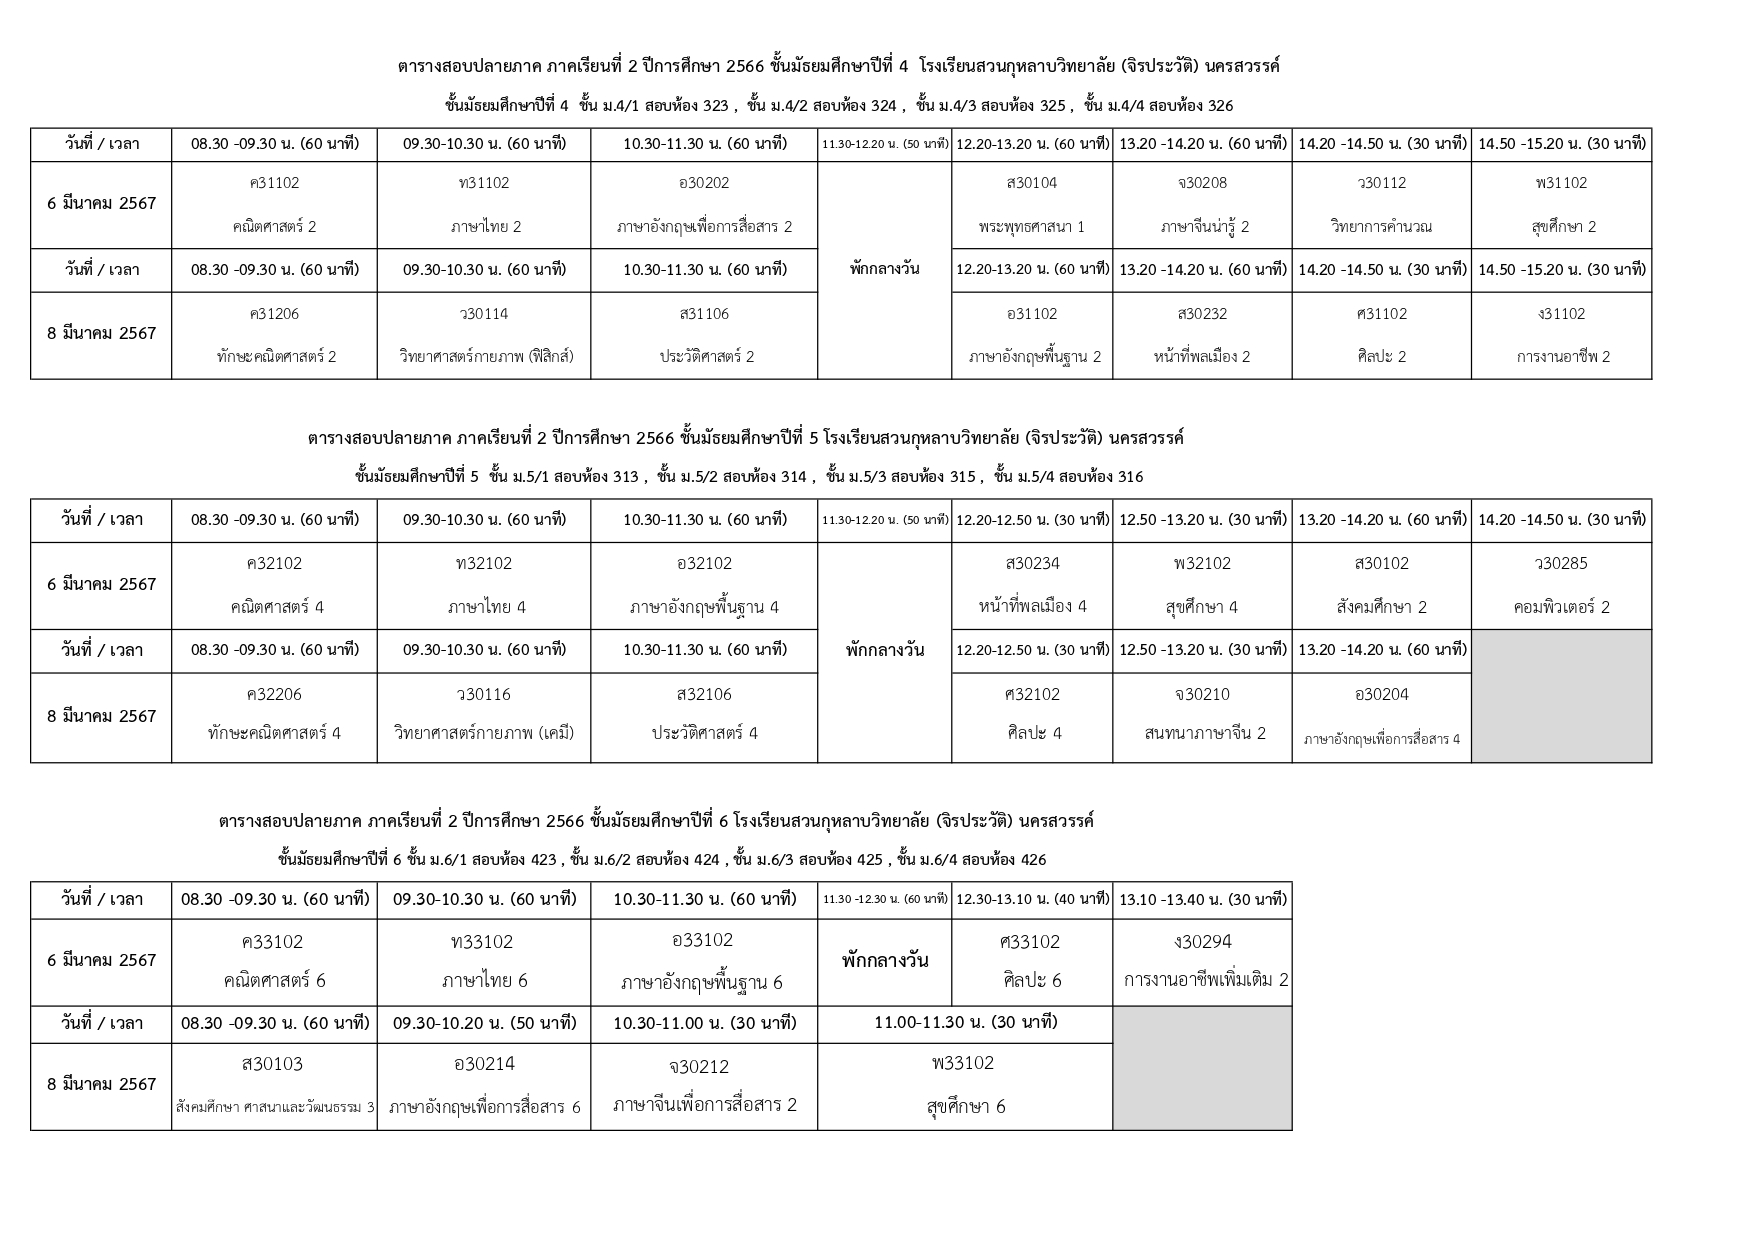 ตารางสอบปลายภาค ภาคเรียนที่ 2 ปีการศึกษา 2566 ชั้นมัธยมศึกษาปีที่ 4 โรงเรียนสวนกุหลาบวิทยาลัย (จิรประวัติ) นครสวรรค์
ชั้นมัธยมศึกษาปีที่ 4 ชั้น ม.4/1 สอบห้อง 323 , ชั้น ม.4/2 สอบห้อง 324 , ชั้น ม.4/3 สอบห้อง 325 , ชั้น ม.4/4 สอบห้อง 326
วันที่ / เวลา 08.30 -09.30 น. (60 นาที) 09.30-10.30 น. (60 นาที) 10.30-11.30 น. (60 นาที) 11.30-12.20 น. (50 นาที) 12.20-13.20 น. (60 นาที) 13.20 -14.20 น. (60 นาที) 14.20 -14.50 น. (30 นาที) 14.50 -15.20 น. (30 นาที)
ค31102 ท31102 อ30202 ส30104 จ30208 ว30112 พ31102
6 มีนาคม 2567
คณิตศาสตร์ 2 ภาษาไทย 2 ภาษาอังกฤษเพื่อการสื่อสาร 2 พระพุทธศาสนา 1 ภาษาจีนน่ารู้ 2 วิทยาการคำนวณ สุขศึกษา 2
วันที่ / เวลา 08.30 -09.30 น. (60 นาที) 09.30-10.30 น. (60 นาที) 10.30-11.30 น. (60 นาที) พักกลางวัน 12.20-13.20 น. (60 นาที) 13.20 -14.20 น. (60 นาที) 14.20 -14.50 น. (30 นาที) 14.50 -15.20 น. (30 นาที)
ค31206 ว30114 ส31106 อ31102 ส30232 ศ31102 ง31102
8 มีนาคม 2567
ทักษะคณิตศาสตร์ 2 วิทยาศาสตร์กายภาพ (ฟิสิกส์) ประวัติศาสตร์ 2 ภาษาอังกฤษพื้นฐาน 2 หน้าที่พลเมือง 2 ศิลปะ 2 การงานอาชีพ 2
ตารางสอบปลายภาค ภาคเรียนที่ 2 ปีการศึกษา 2566 ชั้นมัธยมศึกษาปีที่ 5 โรงเรียนสวนกุหลาบวิทยาลัย (จิรประวัติ) นครสวรรค์
ชั้นมัธยมศึกษาปีที่ 5 ชั้น ม.5/1 สอบห้อง 313 , ชั้น ม.5/2 สอบห้อง 314 , ชั้น ม.5/3 สอบห้อง 315 , ชั้น ม.5/4 สอบห้อง 316
วันที่ / เวลา 08.30 -09.30 น. (60 นาที) 09.30-10.30 น. (60 นาที) 10.30-11.30 น. (60 นาที) 11.30-12.20 น. (50 นาที) 12.20-12.50 น. (30 นาที) 12.50 -13.20 น. (30 นาที) 13.20 -14.20 น. (60 นาที) 14.20 -14.50 น. (30 นาที)
ค32102 ท32102 อ32102 ส30234 พ32102 ส30102 ว30285
6 มีนาคม 2567
คณิตศาสตร์ 4 ภาษาไทย 4 ภาษาอังกฤษพื้นฐาน 4 หน้าที่พลเมือง 4 สุขศึกษา 4 สังคมศึกษา 2 คอมพิวเตอร์ 2
วันที่ / เวลา 08.30 -09.30 น. (60 นาที) 09.30-10.30 น. (60 นาที) 10.30-11.30 น. (60 นาที) พักกลางวัน 12.20-12.50 น. (30 นาที) 12.50 -13.20 น. (30 นาที) 13.20 -14.20 น. (60 นาที)
ค32206 ว30116 ส32106 ศ32102 จ30210 อ30204
8 มีนาคม 2567
ทักษะคณิตศาสตร์ 4 วิทยาศาสตร์กายภาพ (เคมี) ประวัติศาสตร์ 4 ศิลปะ 4 สนทนาภาษาจีน 2 ภาษาอังกฤษเพื่อการสื่อสาร 4
ตารางสอบปลายภาค ภาคเรียนที่ 2 ปีการศึกษา 2566 ชั้นมัธยมศึกษาปีที่ 6 โรงเรียนสวนกุหลาบวิทยาลัย (จิรประวัติ) นครสวรรค์
ชั้นมัธยมศึกษาปีที่ 6 ชั้น ม.6/1 สอบห้อง 423 , ชั้น ม.6/2 สอบห้อง 424 , ชั้น ม.6/3 สอบห้อง 425 , ชั้น ม.6/4 สอบห้อง 426
วันที่ / เวลา 08.30 -09.30 น. (60 นาที) 09.30-10.30 น. (60 นาที) 10.30-11.30 น. (60 นาที) 11.30 -12.30 น. (60 นาที) 12.30-13.10 น. (40 นาที) 13.10 -13.40 น. (30 นาที)
ค33102 ท33102 อ33102 ศ33102 ง30294
6 มีนาคม 2567 พักกลางวัน
คณิตศาสตร์ 6 ภาษาไทย 6 ภาษาอังกฤษพื้นฐาน 6 ศิลปะ 6 การงานอาชีพเพิ่มเติม 2
วันที่ / เวลา 08.30 -09.30 น. (60 นาที) 09.30-10.20 น. (50 นาที) 10.30-11.00 น. (30 นาที) 11.00-11.30 น. (30 นาที)
ส30103 อ30214 จ30212 พ33102
8 มีนาคม 2567
สังคมศึกษา ศาสนาและวัฒนธรรม 3 ภาษาอังกฤษเพื่อการสื่อสาร 6 ภาษาจีนเพื่อการสื่อสาร 2 สุขศึกษา 6